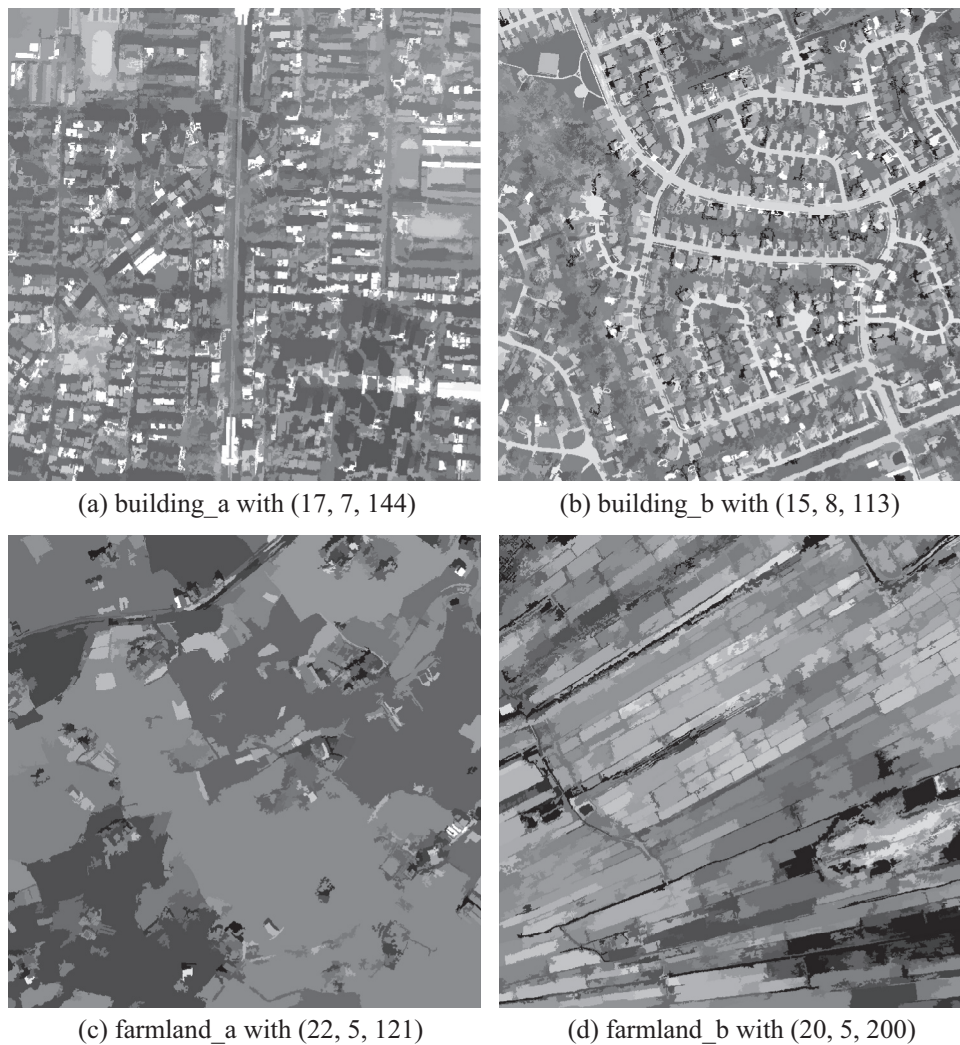 (a) building_a with (17, 7, 144)
(b) building_b with (15, 8, 113)
(c) farmland_a with (22, 5, 121)
(d) farmland_b with (20, 5, 200)